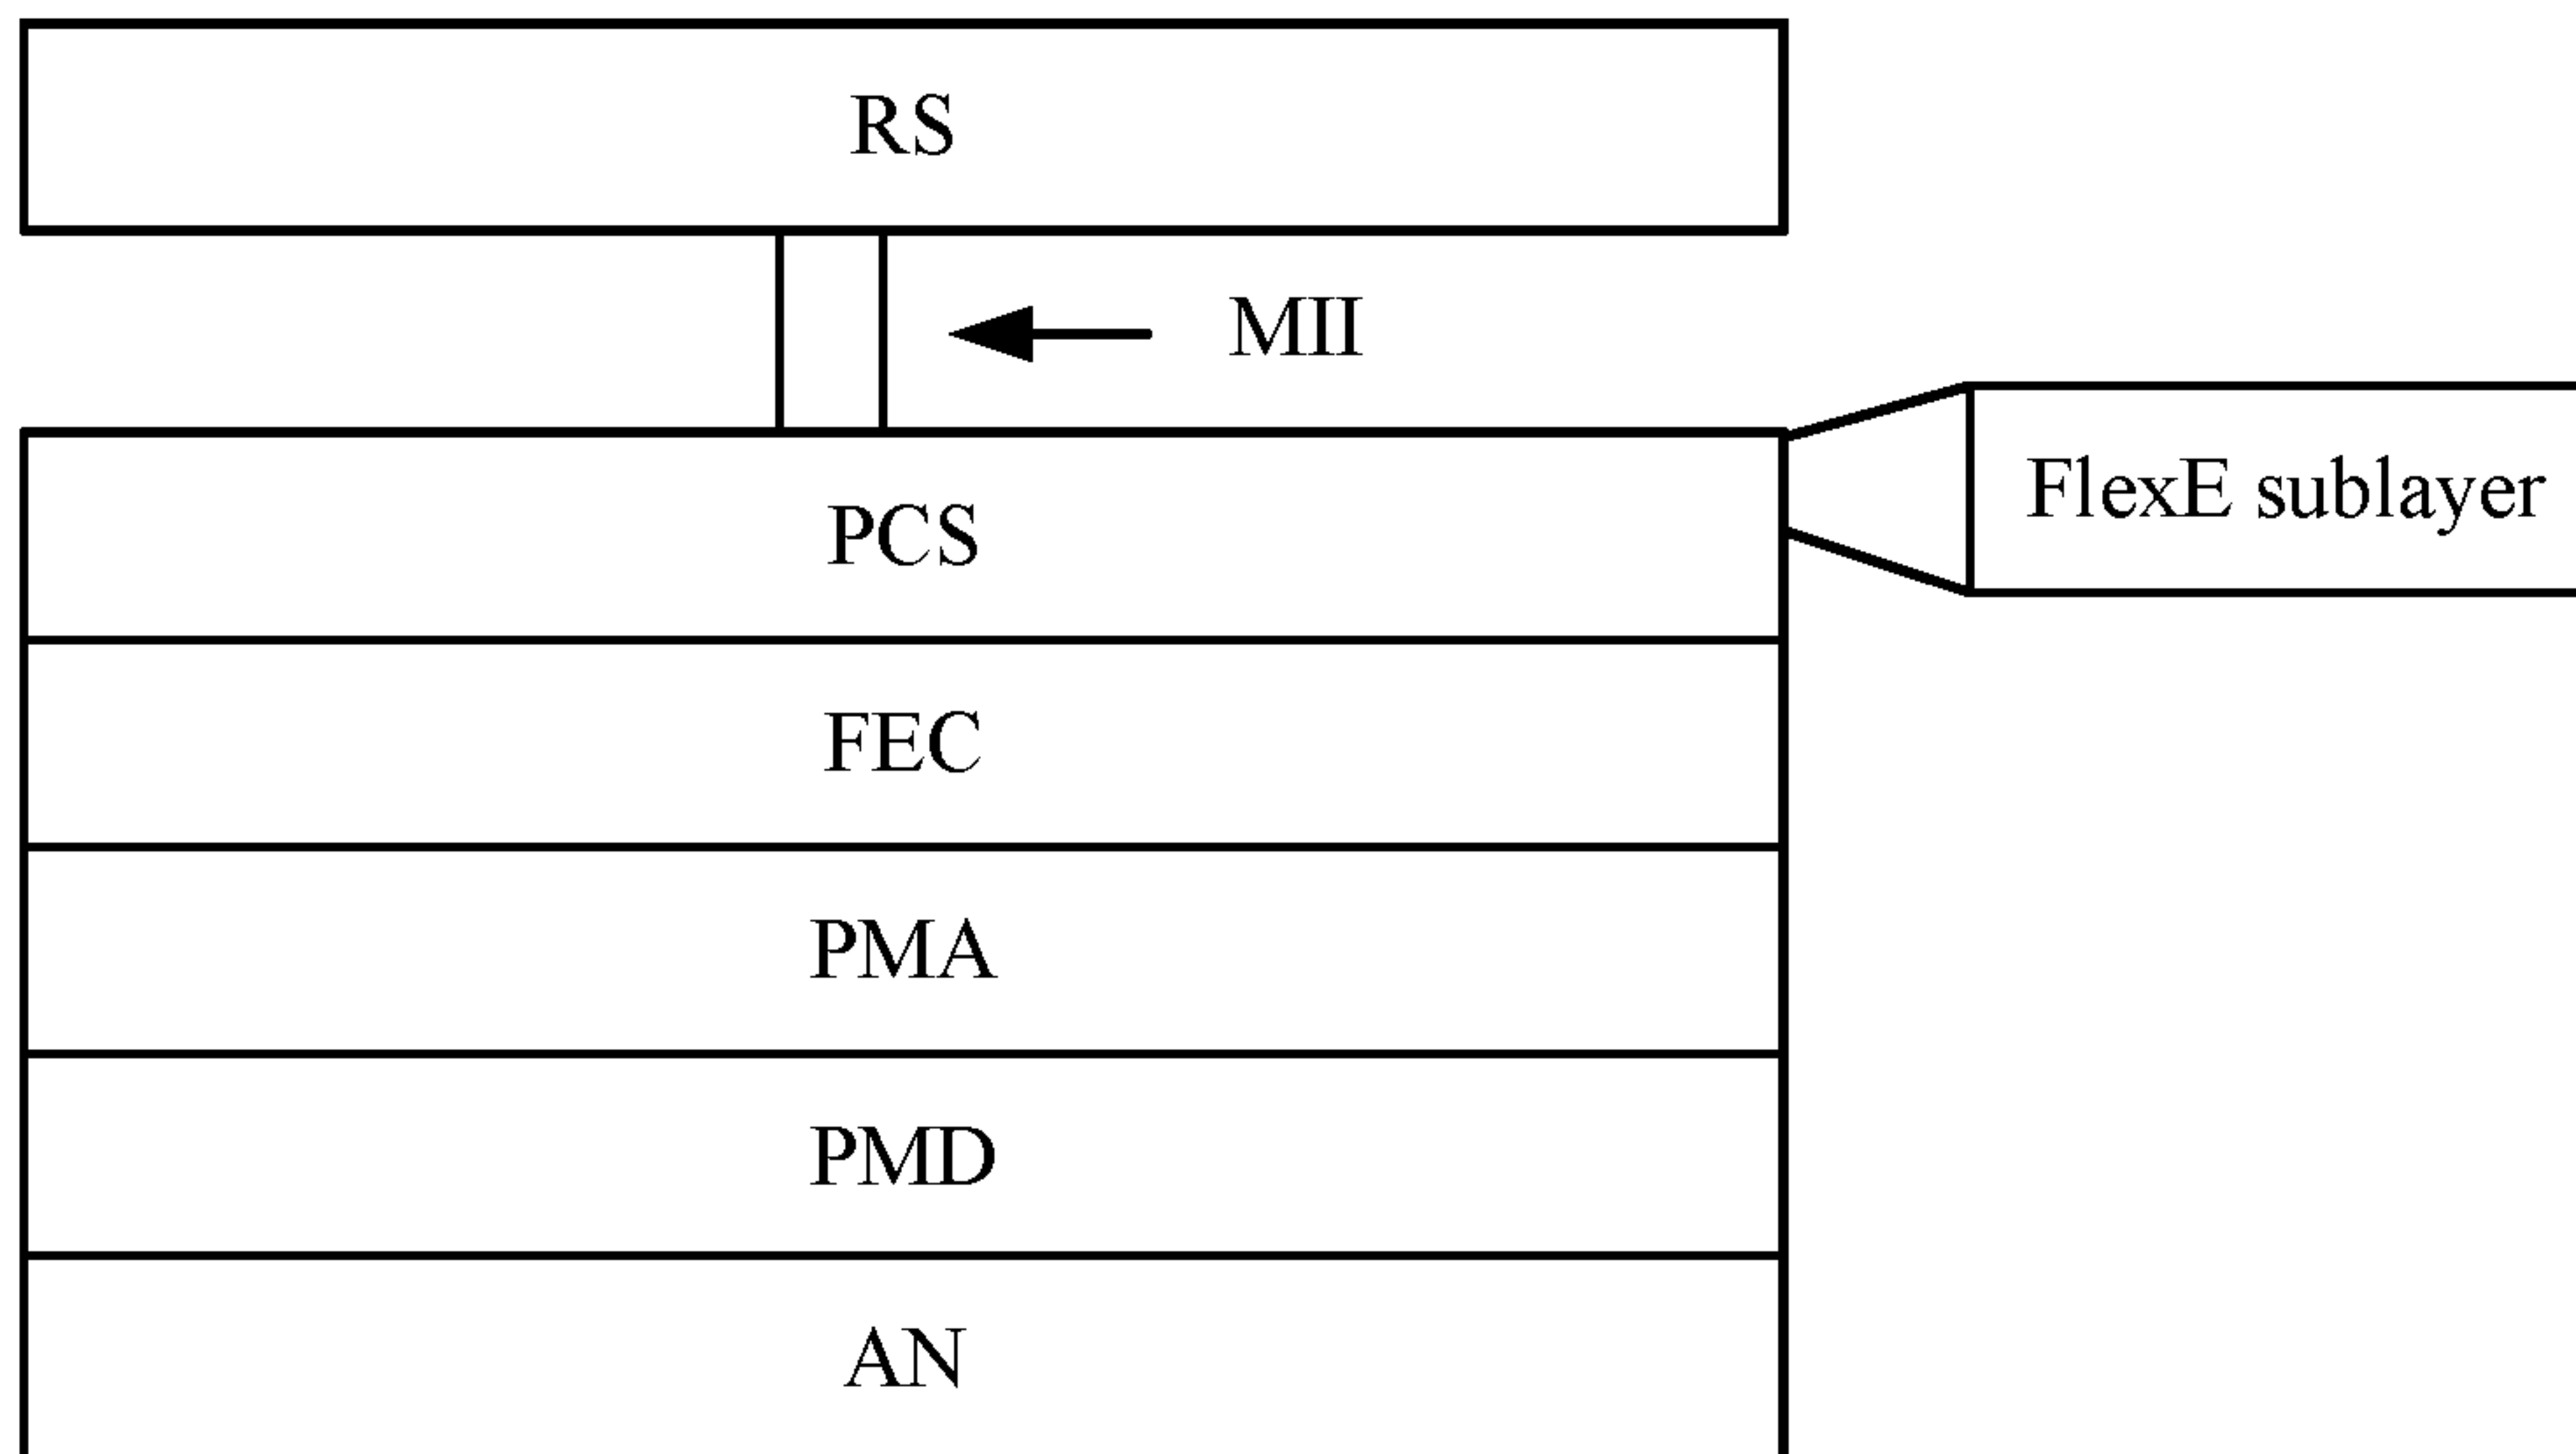 RS
MII
PCS
FlexE sublayer
FEC
PMA
PMD
AN